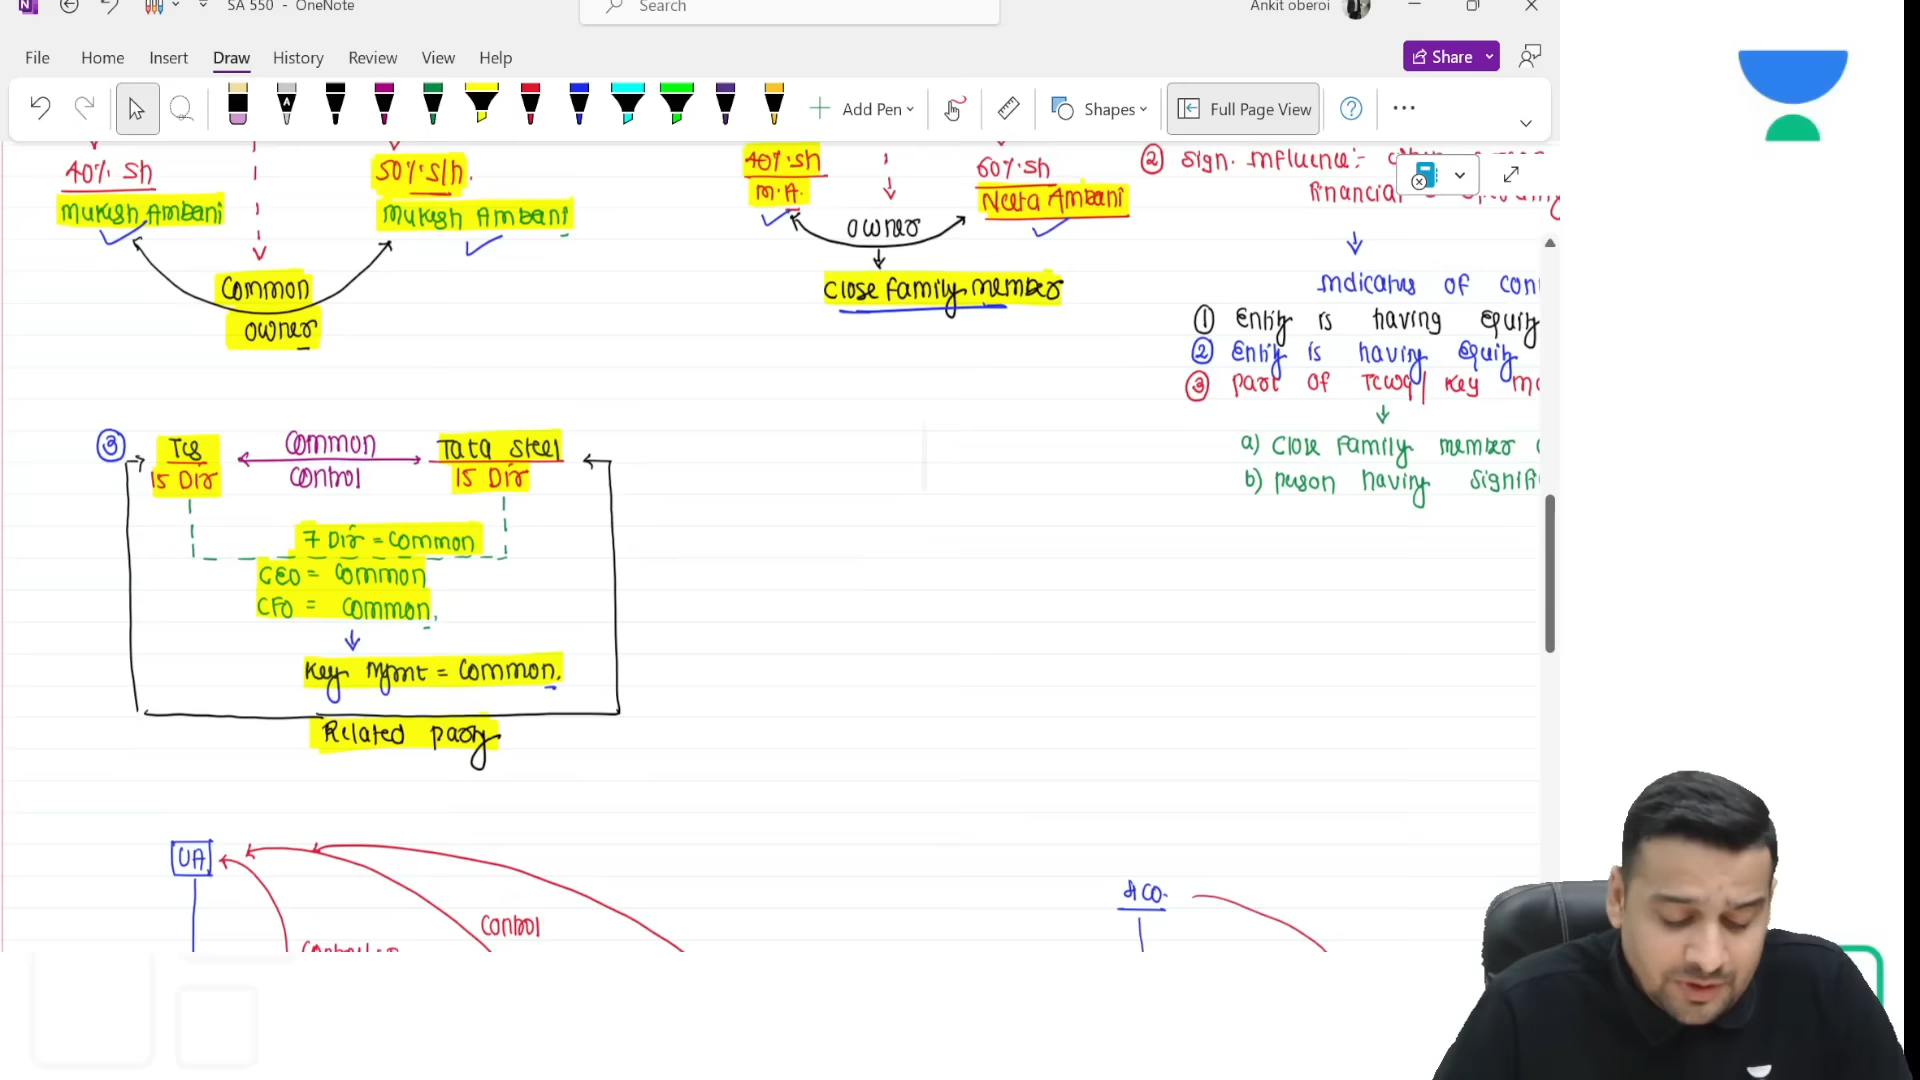 SA 550 - OneNote
Search
Ankit oberoi
File Home Insert Draw History Review View Help
Share
Add Pen
Shapes
Full Page View
40% Sh
Mukesh Ambani
50% S/h.
Mukesh Ambani
Common
owner
40% Sh
M.A.
60% Sh
Neeta Ambani
owner
Close family member
② Sign. Influence:-
Financial
Indicators of con
① Entity is having equity
② Entity is having equity
③ part of TCWG/ Key
a) Close Family member
b) person having signifi
③ Tcs
15 Dir
Common
Control
Tata Steel
15 Dir
7 Dir = Common
CEO = Common
CFO = Common.
Key Mgmt = Common.
Related party
UA
Control
Co.